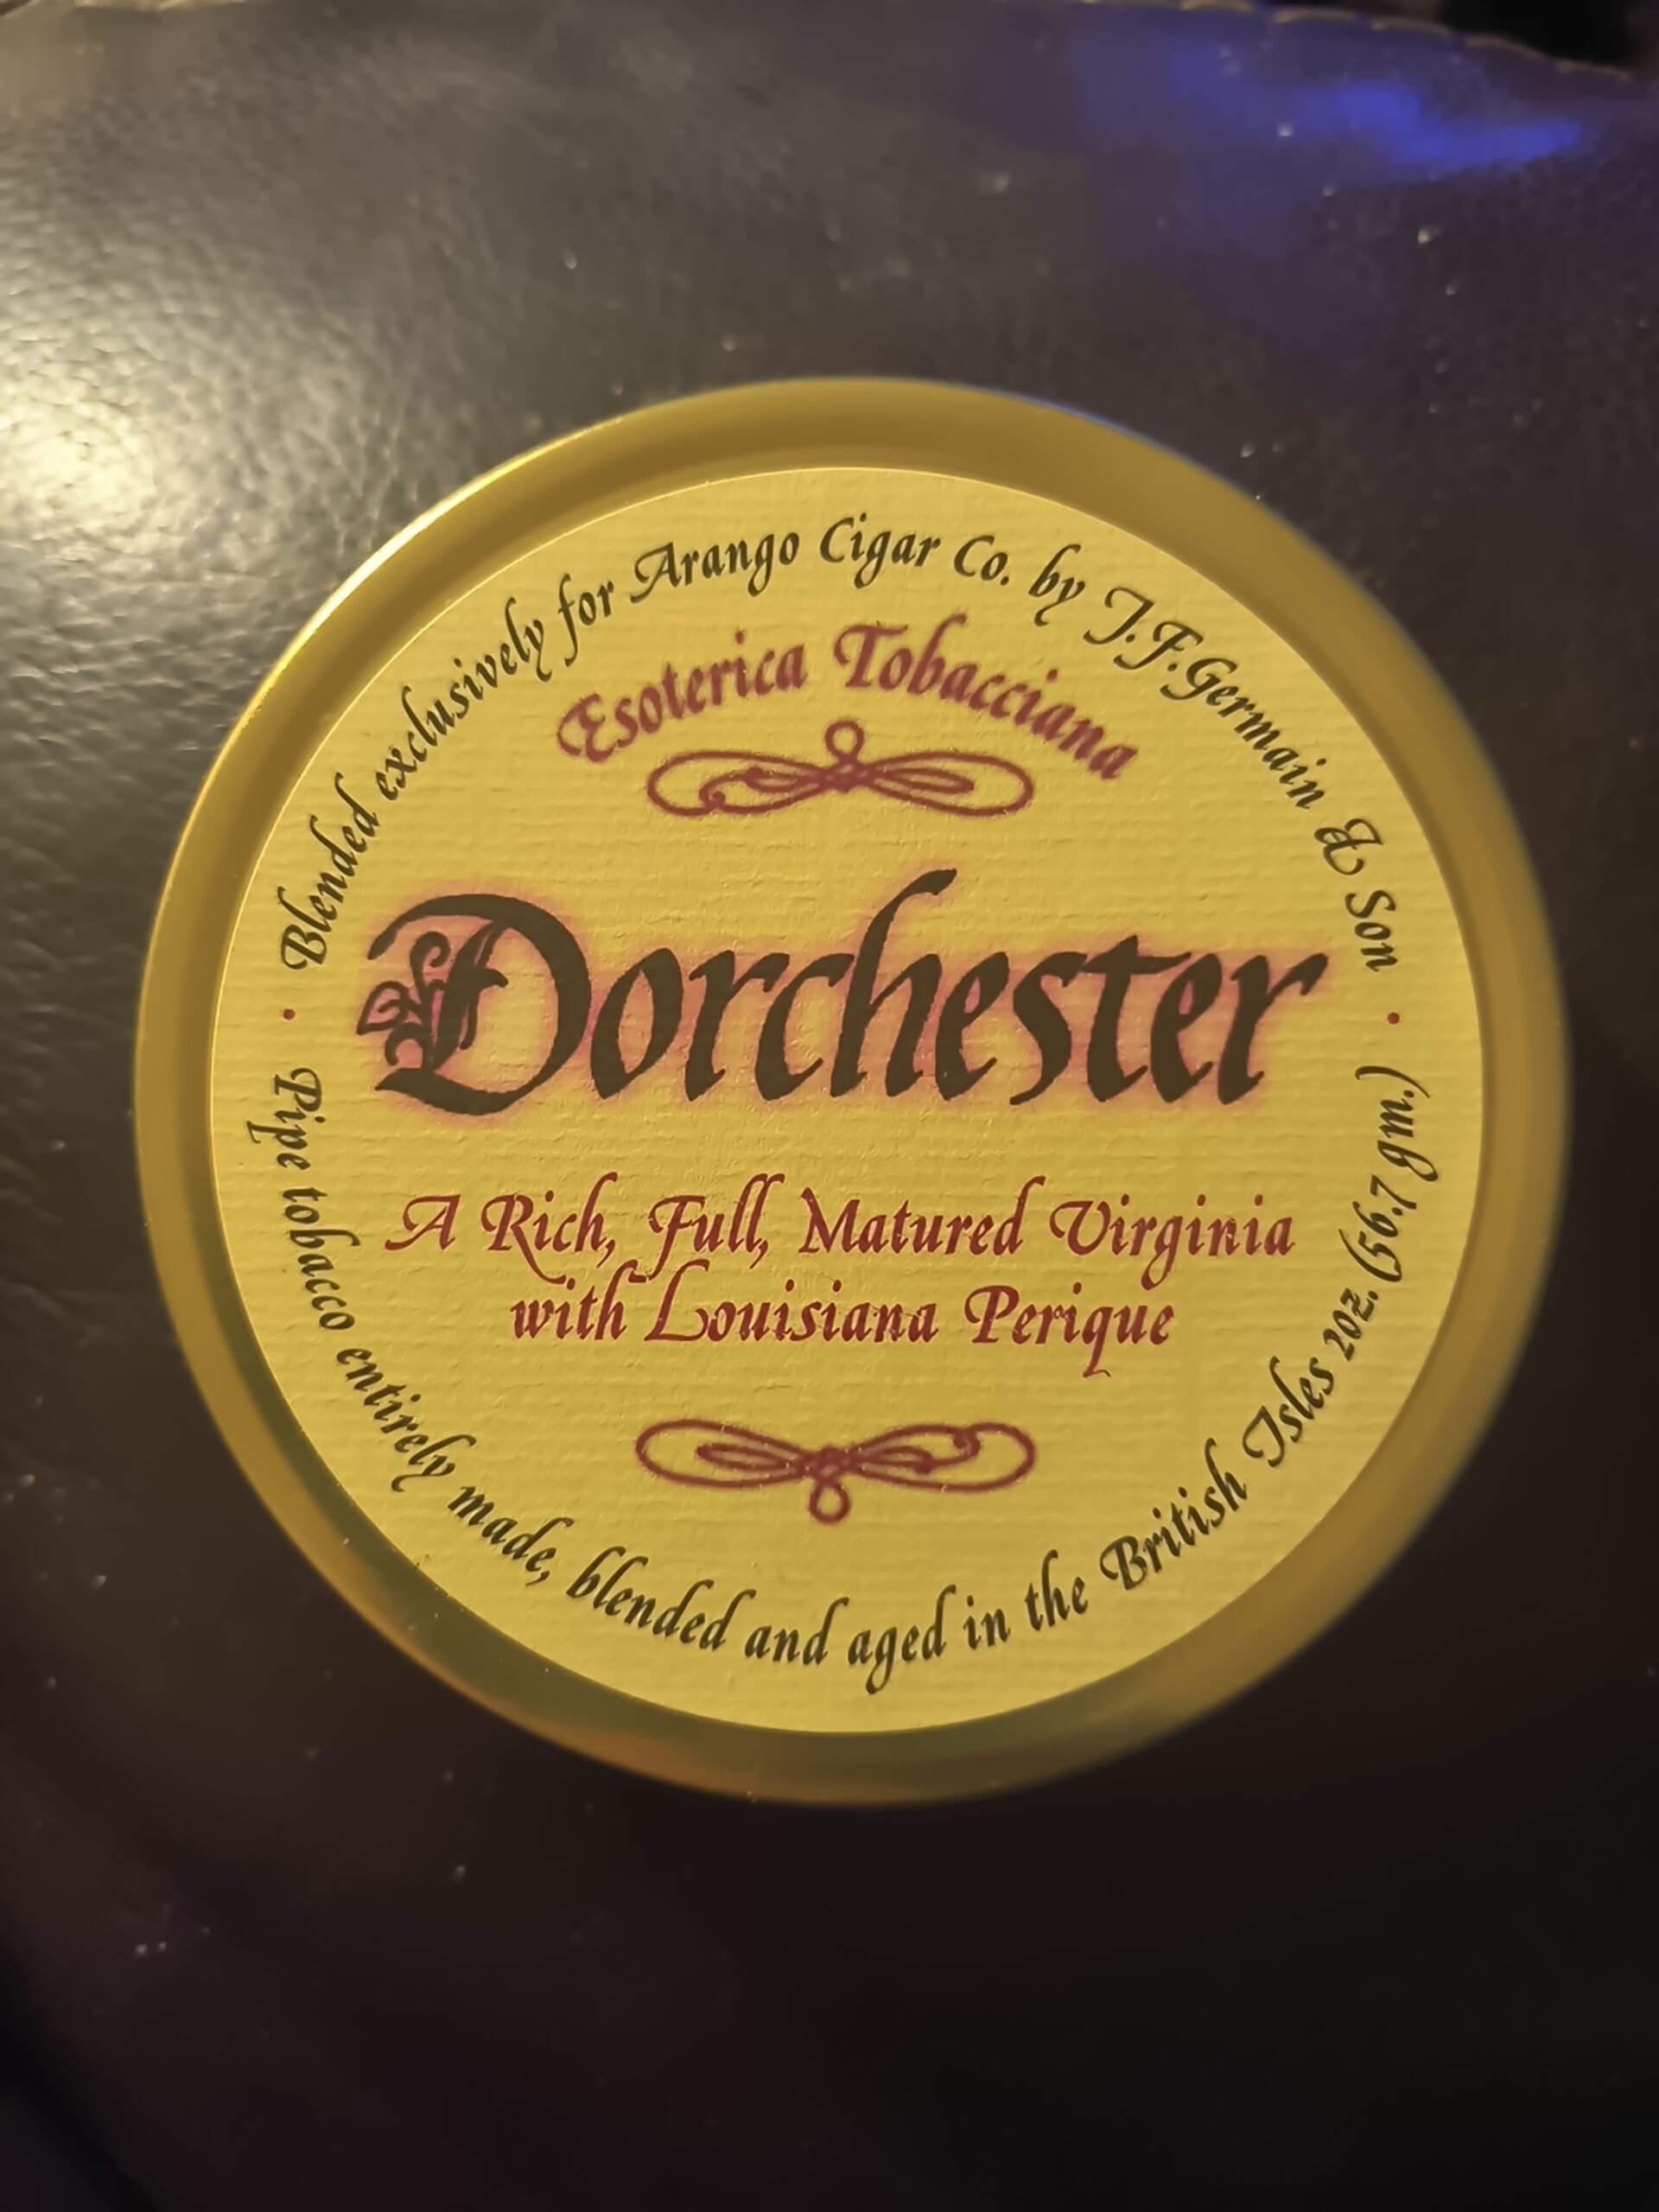 Blended exclusively for Arango Cigar Co. by J.F.Germain & Son
Esoterica Tobacciana
Dorchester
A Rich, Full, Matured Virginia
with Louisiana Perique
Pipe tobacco entirely made, blended and aged in the British Isles 2oz. (56.7 gm.)